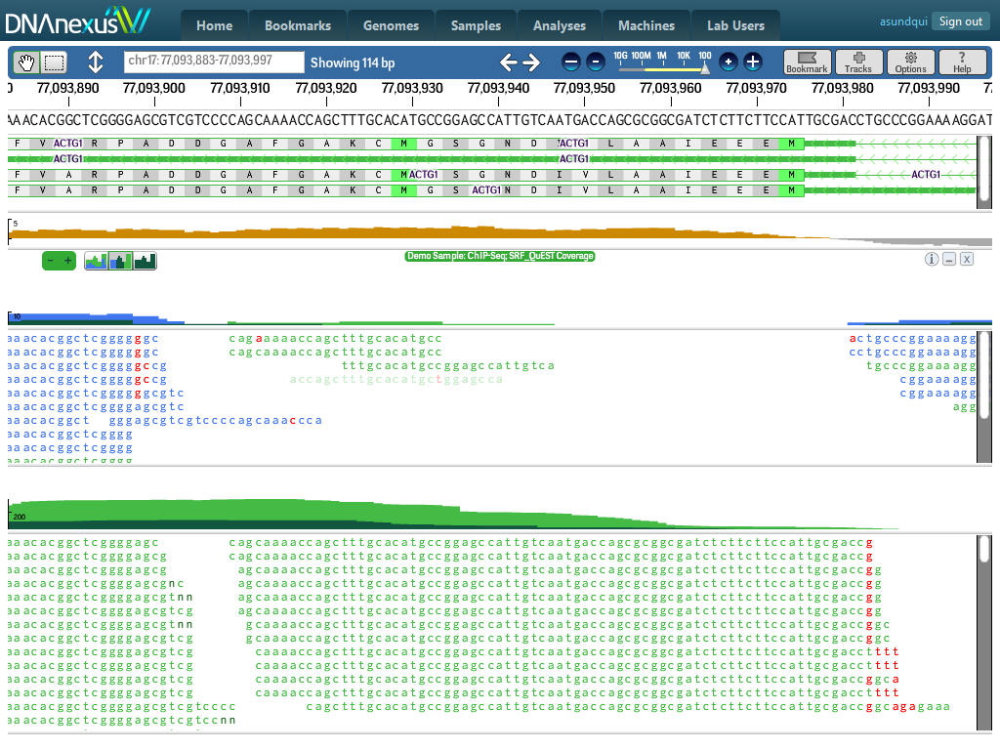 DNAnexus Home Bookmarks Genomes Samples Analyses Machines Lab Users asundqui Sign out
chr17:77,093,883-77,093,997 Showing 114 bp 10G 100M 1M 10K 100 Bookmark Tracks Options ? Help
77,093,890 77,093,900 77,093,910 77,093,920 77,093,930 77,093,940 77,093,950 77,093,960 77,093,970 77,093,980 77,093,990
AAACACGGCTCGGGGAGCGTCGTCCCCAGCAAAACCAGCTTTGCACATGCCGGAGCCATTGTCAATGACCAGCGCGGCGATCTCTTCTTCCATTGCGACCTGCCCGGAAAAGGAT
F V ACTG1 R P A D D G A F G A K C M G S G N D ACTG1 L A A I E E E M
ACTG1 ACTG1
F V A R P A D D G A F G A K C M ACTG1 S G N D I V L A A I E E E M ACTG1
F V A R P A D D G A F G A K C M G S ACTG1 N D I V L A A I E E E M
5
- + Demo Sample: ChIP-Seq; SRF_QuEST Coverage i _ X
10
aaacacggctcgggggggc cagaaaaaccagctttgcacatgcc actgcccggaaaagg
aaacacggctcgggggggc cagcaaaaccagctttgcacatgcc cctgcccggaaaagg
aaacacggctcgggggccg tttgcacatgccggagccattgtca tgcccggaaaagg
aaacacggctcgggggccg accagctttgcacatgctggagcca cggaaaagg
aaacacggctcggggggcgtc cggaaaagg
aaacacggctcggggagcgtc agg
aaacacggctcgggagcgtcgtccccagcaaaccca
aaacacggctcgggg
aaacacggctcgggg
aaacacggctcgggg
200
aaacacggctcggggagc cagcaaaaccagctttgcacatgccggagccattgtcaatgaccagcgcggcgatctcttcttccattgcgaccg
aaacacggctcggggagcg cagcaaaaccagctttgcacatgccggagccattgtcaatgaccagcgcggcgatctcttcttccattgcgaccg
aaacacggctcggggagcg agcaaaaccagctttgcacatgccggagccattgtcaatgaccagcgcggcgatctcttcttccattgcgaccgg
aaacacggctcggggagcgnc agcaaaaccagctttgcacatgccggagccattgtcaatgaccagcgcggcgatctcttcttccattgcgaccgg
aaacacggctcggggagcgtnn agcaaaaccagctttgcacatgccggagccattgtcaatgaccagcgcggcgatctcttcttccattgcgaccgg
aaacacggctcggggagcgtcg agcaaaaccagctttgcacatgccggagccattgtcaatgaccagcgcggcgatctcttcttccattgcgaccgg
aaacacggctcggggagcgtnn gcaaaaccagctttgcacatgccggagccattgtcaatgaccagcgcggcgatctcttcttccattgcgaccggc
aaacacggctcggggagcgtcg gcaaaaccagctttgcacatgccggagccattgtcaatgaccagcgcggcgatctcttcttccattgcgaccggc
aaacacggctcggggagcgtcg caaaaccagctttgcacatgccggagccattgtcaatgaccagcgcggcgatctcttcttccattgcgacctttt
aaacacggctcggggagcgtcg caaaaccagctttgcacatgccggagccattgtcaatgaccagcgcggcgatctcttcttccattgcgacctttt
aaacacggctcggggagcgtcg caaaaccagctttgcacatgccggagccattgtcaatgaccagcgcggcgatctcttcttccattgcgaccggca
aaacacggctcggggagcgtcg caaaaccagctttgcacatgccggagccattgtcaatgaccagcgcggcgatctcttcttccattgcgacctttt
aaacacggctcggggagcgtcgtcccc cagctttgcacatgccggagccattgtcaatgaccagcgcggcgatctcttcttccattgcgaccggcagagaaa
aaacacggctcggggagcgtcgtccnn